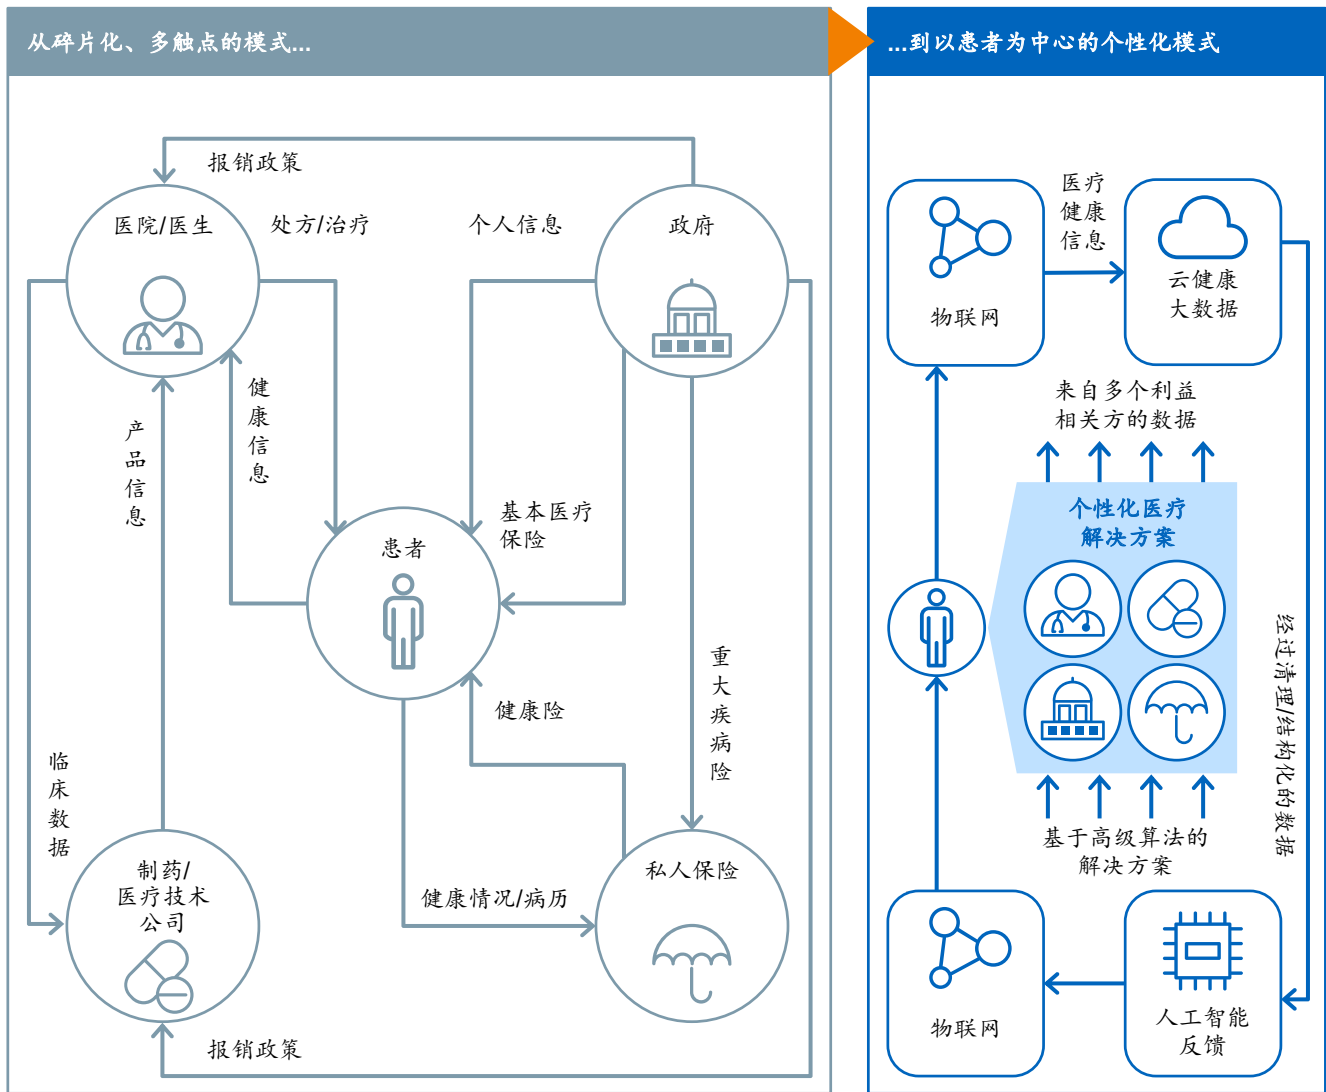 从碎片化、多触点的模式...
报销政策
医院/医生
处方/治疗
个人信息
政府
健康信息
产品信息
患者
基本医疗
保险
重大疾病险
健康险
临床数据
制药/
医疗技术
公司
健康情况/病历
私人保险
报销政策
...到以患者为中心的个性化模式
医疗
健康
信息
物联网
云健康
大数据
来自多个利益
相关方的数据
个性化医疗
解决方案
经过清理/结构化的数据
基于高级算法的
解决方案
物联网
人工智能
反馈